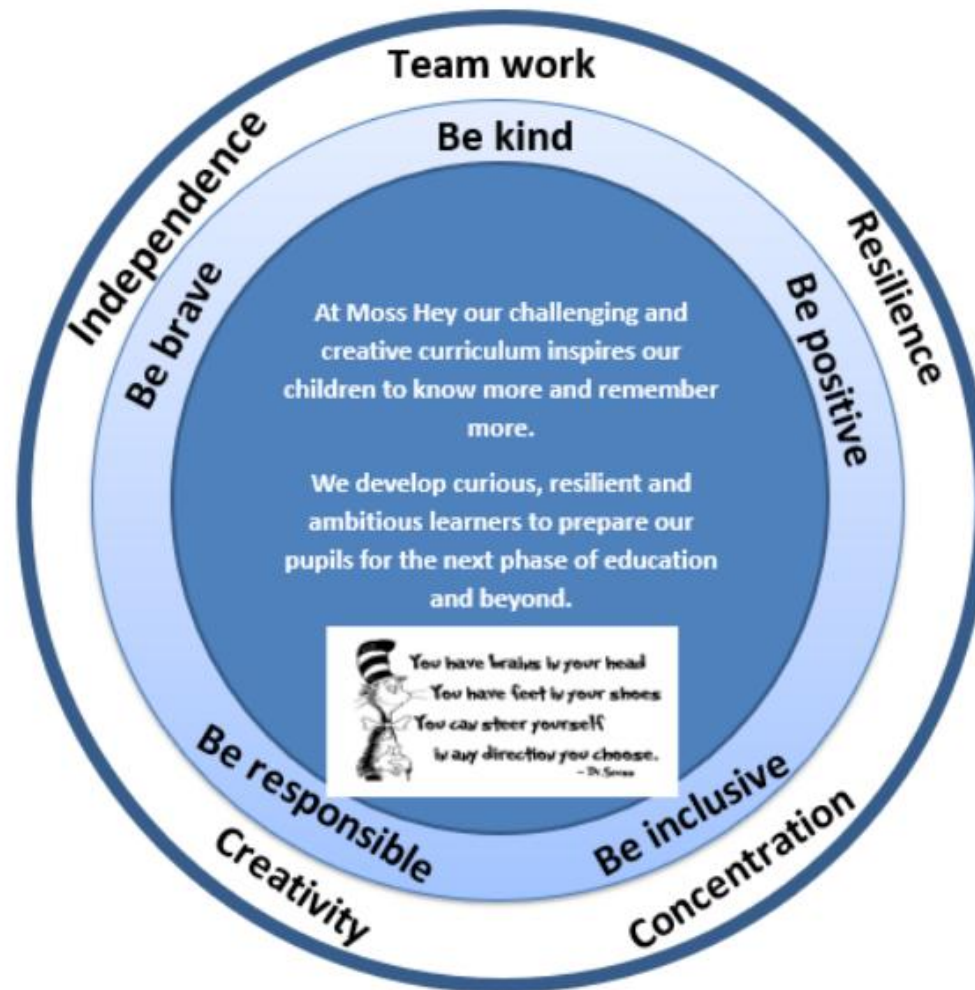 Team work
Independence
Resilience
Be kind
Be brave
Be positive
At Moss Hey our challenging and
creative curriculum inspires our
children to know more and remember
more.
We develop curious, resilient and
ambitious learners to prepare our
pupils for the next phase of education
and beyond.
You have brains in your head
You have feet in your shoes
You can steer yourself
in any direction you choose.
- Dr. Seuss
Be responsible
Be inclusive
Creativity
Concentration